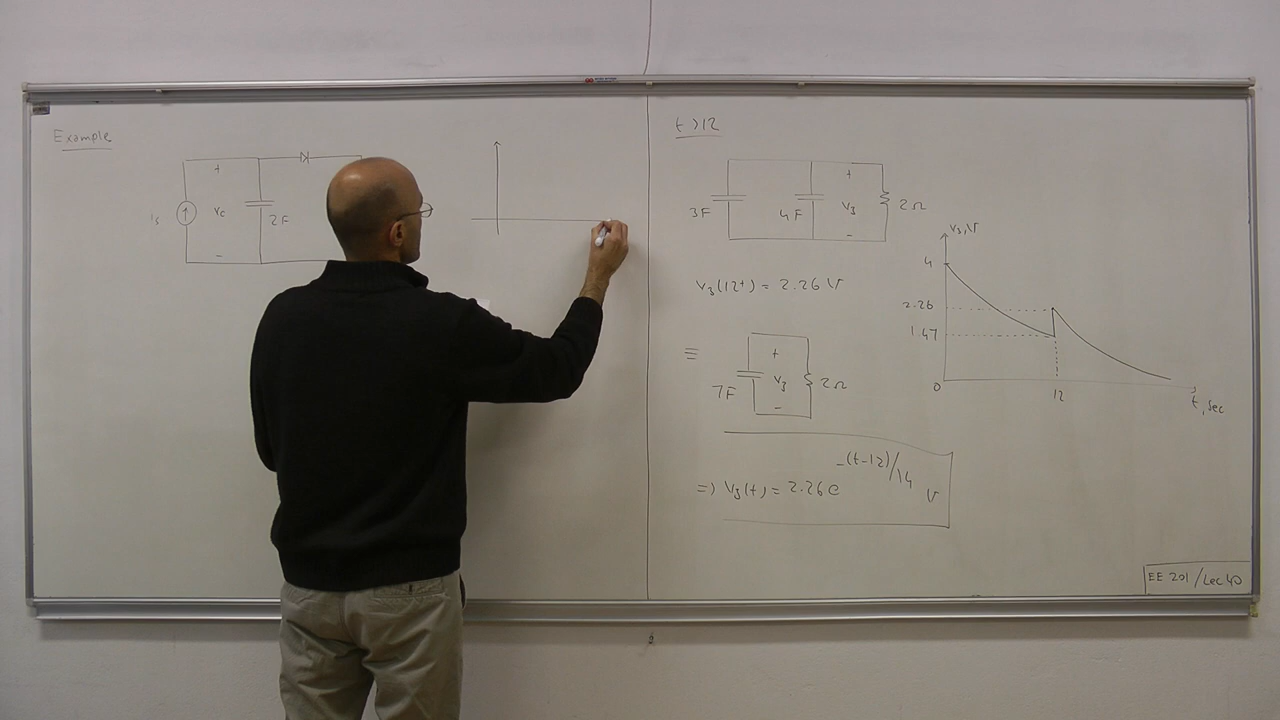 Example
+
is
vc
2F
-
t>12
+
3F
4F
v3
2Ω
-
v3(12+) = 2.26 V
≡
+
7F
v3
2Ω
-
=> v3(t) = 2.26 e^-(t-12)/14 V
v3,V
4
2.26
1.47
0
12
t, sec
EE 201 / Lec 40